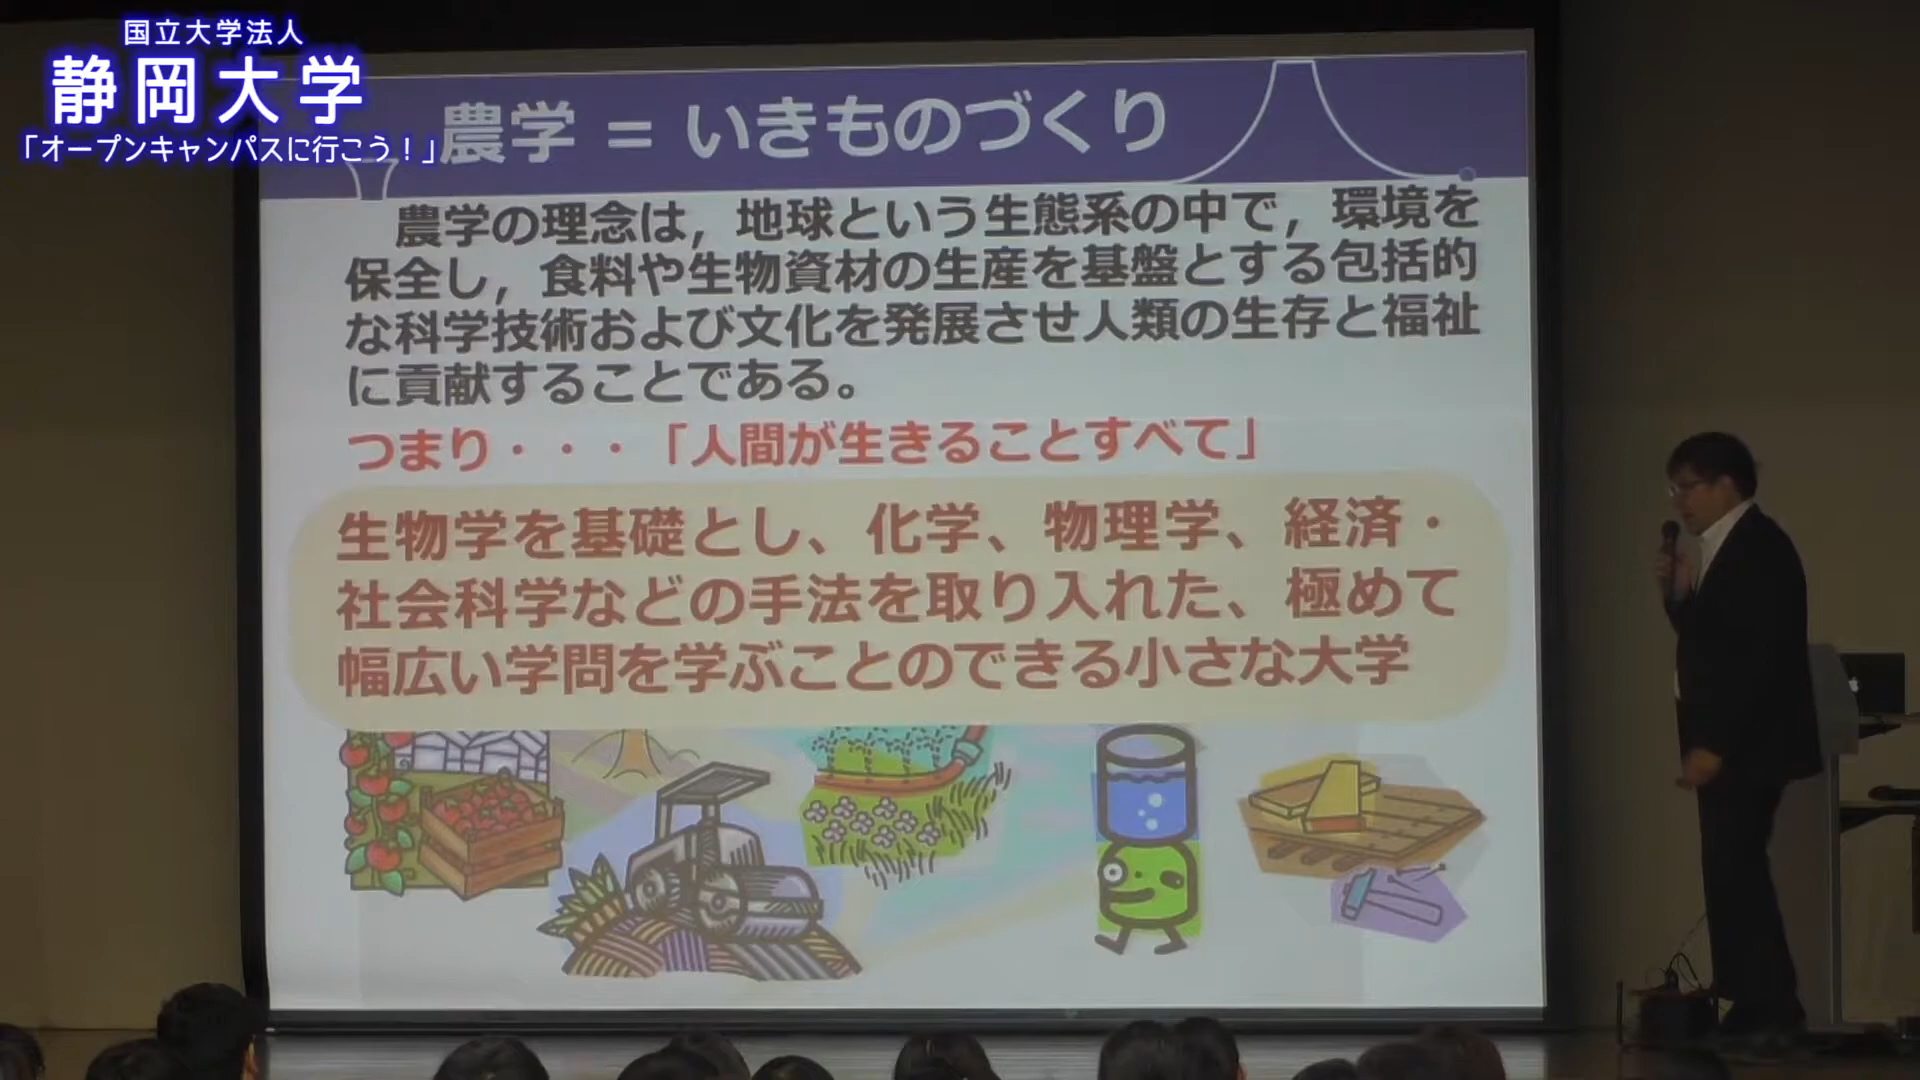 国立大学法人
静岡大学
「オープンキャンパスに行こう！」
農学 = いきものづくり
農学の理念は，地球という生態系の中で，環境を
保全し，食料や生物資材の生産を基盤とする包括的
な科学技術および文化を発展させ人類の生存と福祉
に貢献することである。
つまり・・・「人間が生きることすべて」
生物学を基礎とし、化学、物理学、経済・
社会科学などの手法を取り入れた、極めて
幅広い学問を学ぶことのできる小さな大学